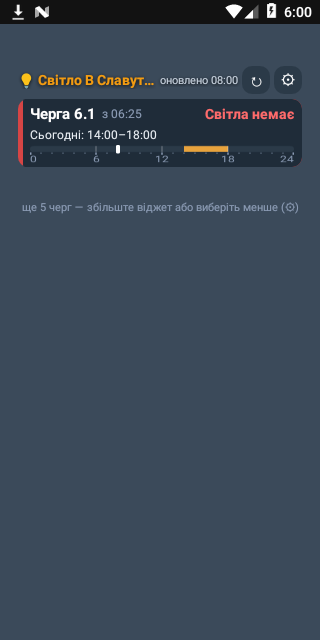 6:00
Світло В Славут… оновлено 08:00
Черга 6.1 з 06:25 Світла немає
Сьогодні: 14:00–18:00
0 6 12 18 24
ще 5 черг — збільште віджет або виберіть менше (⚙)